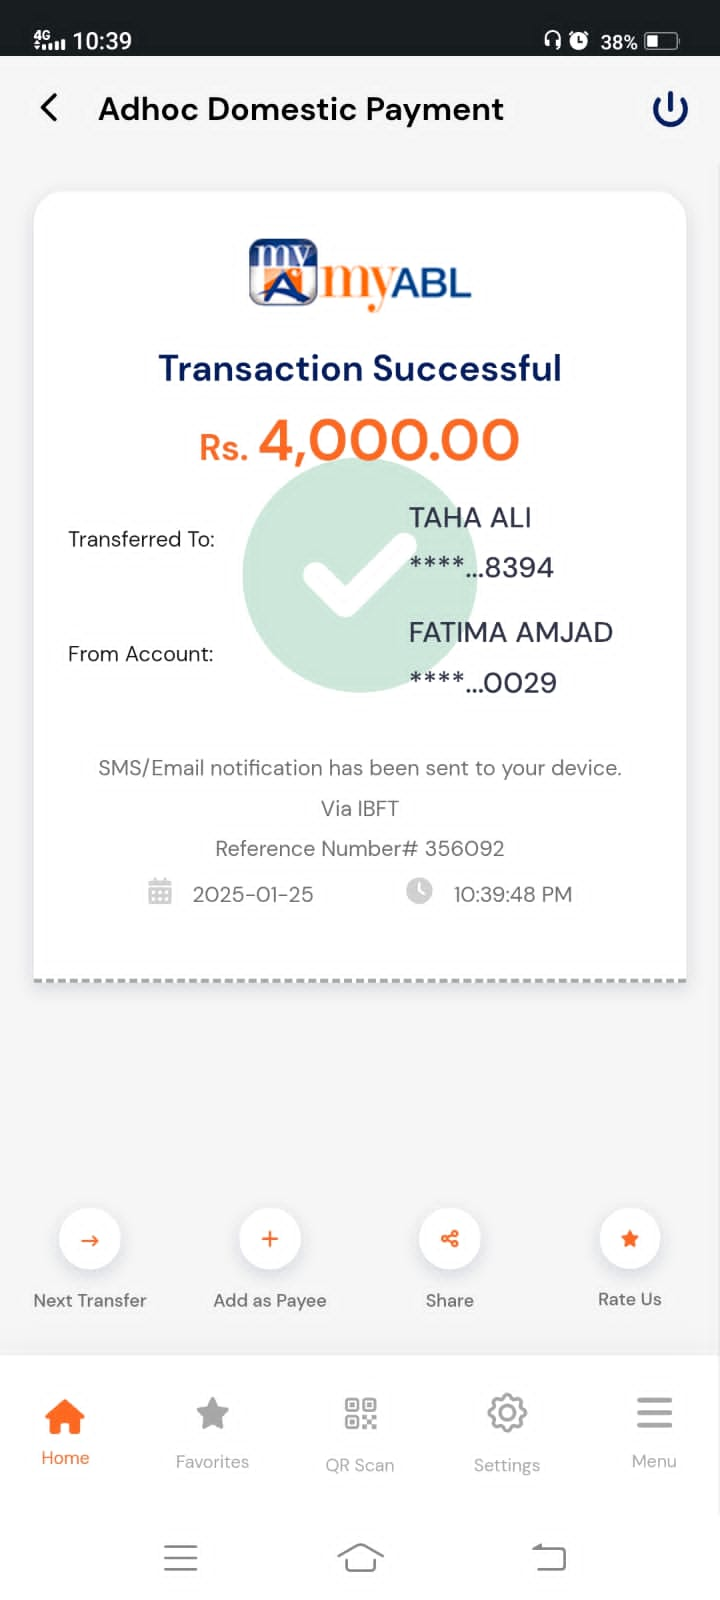 4G 10:39 38%
Adhoc Domestic Payment
my A myABL
Transaction Successful
Rs. 4,000.00
Transferred To:
TAHA ALI
****...8394
From Account:
FATIMA AMJAD
****...0029
SMS/Email notification has been sent to your device.
Via IBFT
Reference Number# 356092
2025-01-25 10:39:48 PM
Next Transfer Add as Payee Share Rate Us
Home Favorites QR Scan Settings Menu